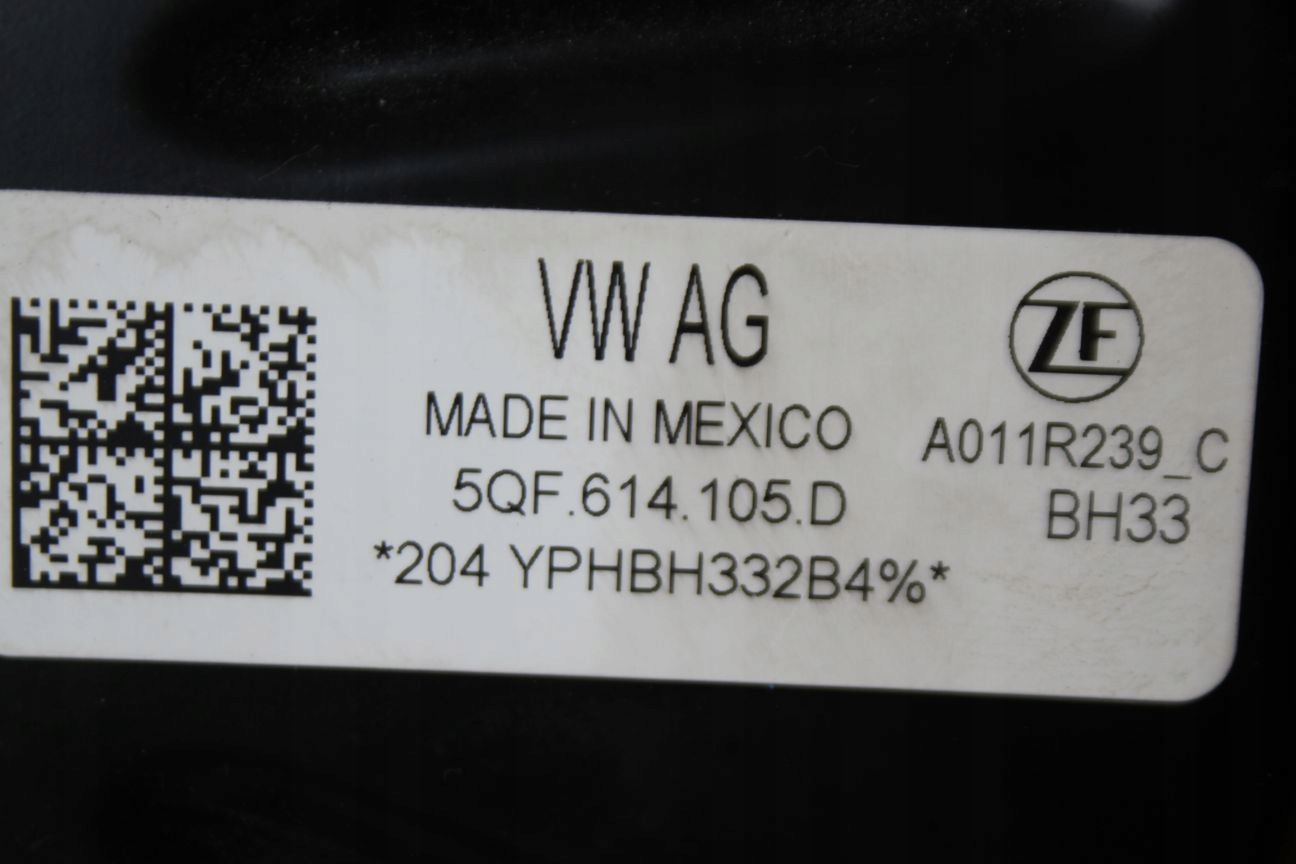 VW AG
MADE IN MEXICO
5QF.614.105.D
*204 YPHBH332B4%*
ZF
A011R239_C
BH33